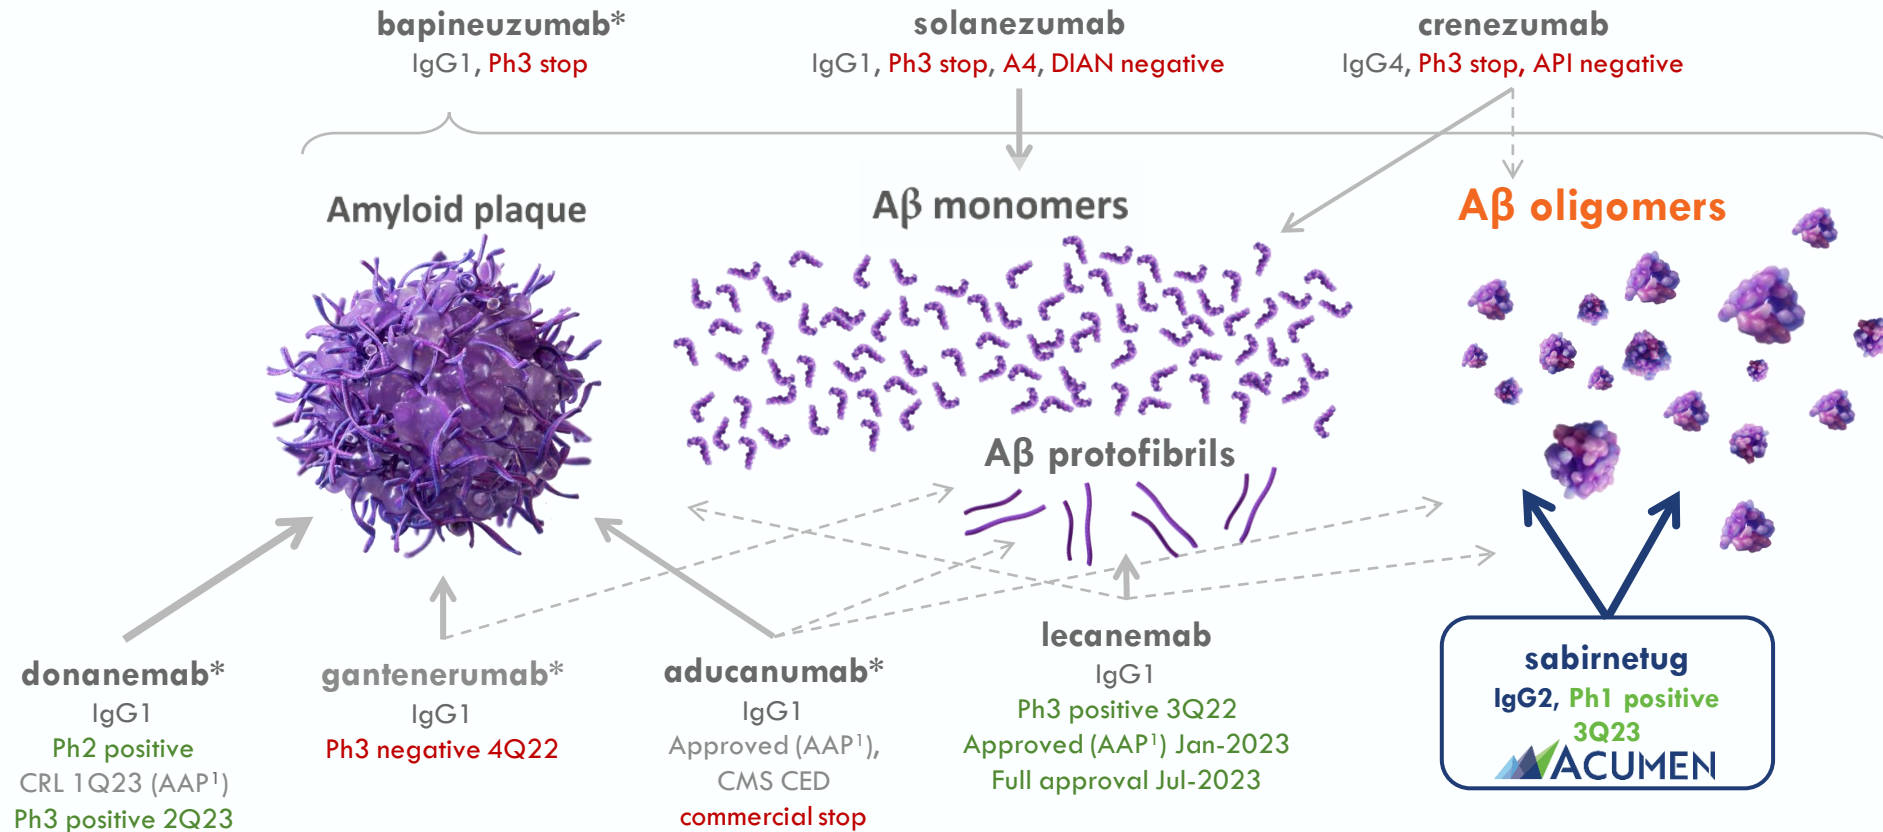 bapineuzumab*
IgG1, Ph3 stop
solanezumab
IgG1, Ph3 stop, A4, DIAN negative
crenezumab
IgG4, Ph3 stop, API negative
Amyloid plaque
Aβ monomers
Aβ oligomers
Aβ protofibrils
donanemab*
IgG1
Ph2 positive
CRL 1Q23 (AAP¹)
Ph3 positive 2Q23
gantenerumab*
IgG1
Ph3 negative 4Q22
aducanumab*
IgG1
Approved (AAP¹),
CMS CED
commercial stop
lecanemab
IgG1
Ph3 positive 3Q22
Approved (AAP¹) Jan-2023
Full approval Jul-2023
sabirnetug
IgG2, Ph1 positive
3Q23
ACUMEN